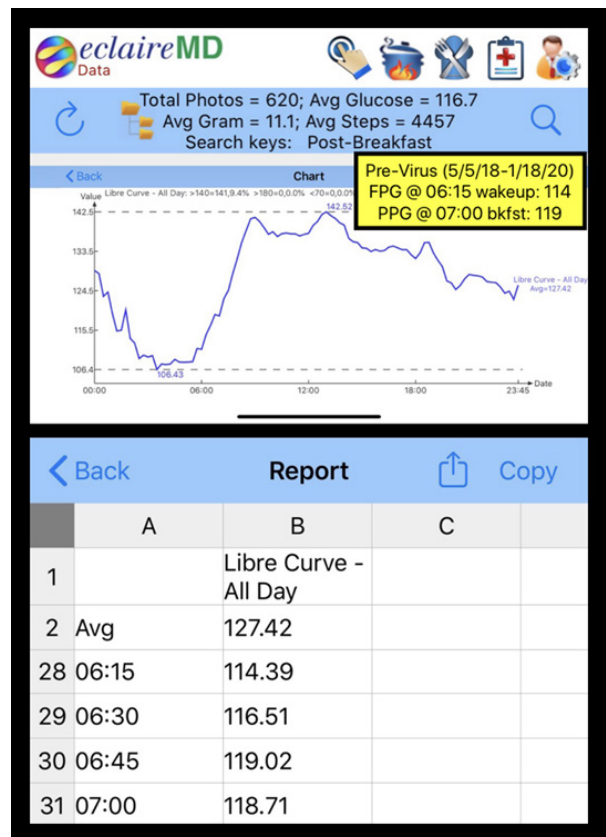 eclaireMD
Data
Total Photos = 620; Avg Glucose = 116.7
Avg Gram = 11.1; Avg Steps = 4457
Search keys: Post-Breakfast
Back
Chart
Pre-Virus (5/5/18-1/18/20)
FPG @ 06:15 wakeup: 114
PPG @ 07:00 bkfst: 119
Value
Libre Curve - All Day: >140=141,9.4% >180=0,0.0% <70=0,0.0%
142.52
142.5
133.5
124.5
115.5
106.4
106.43
Libre Curve - All Day
Avg=127.42
00:00 06:00 12:00 18:00 23:45
Date
Back Report Copy
A B C
1 Libre Curve -
All Day
2 Avg 127.42
28 06:15 114.39
29 06:30 116.51
30 06:45 119.02
31 07:00 118.71